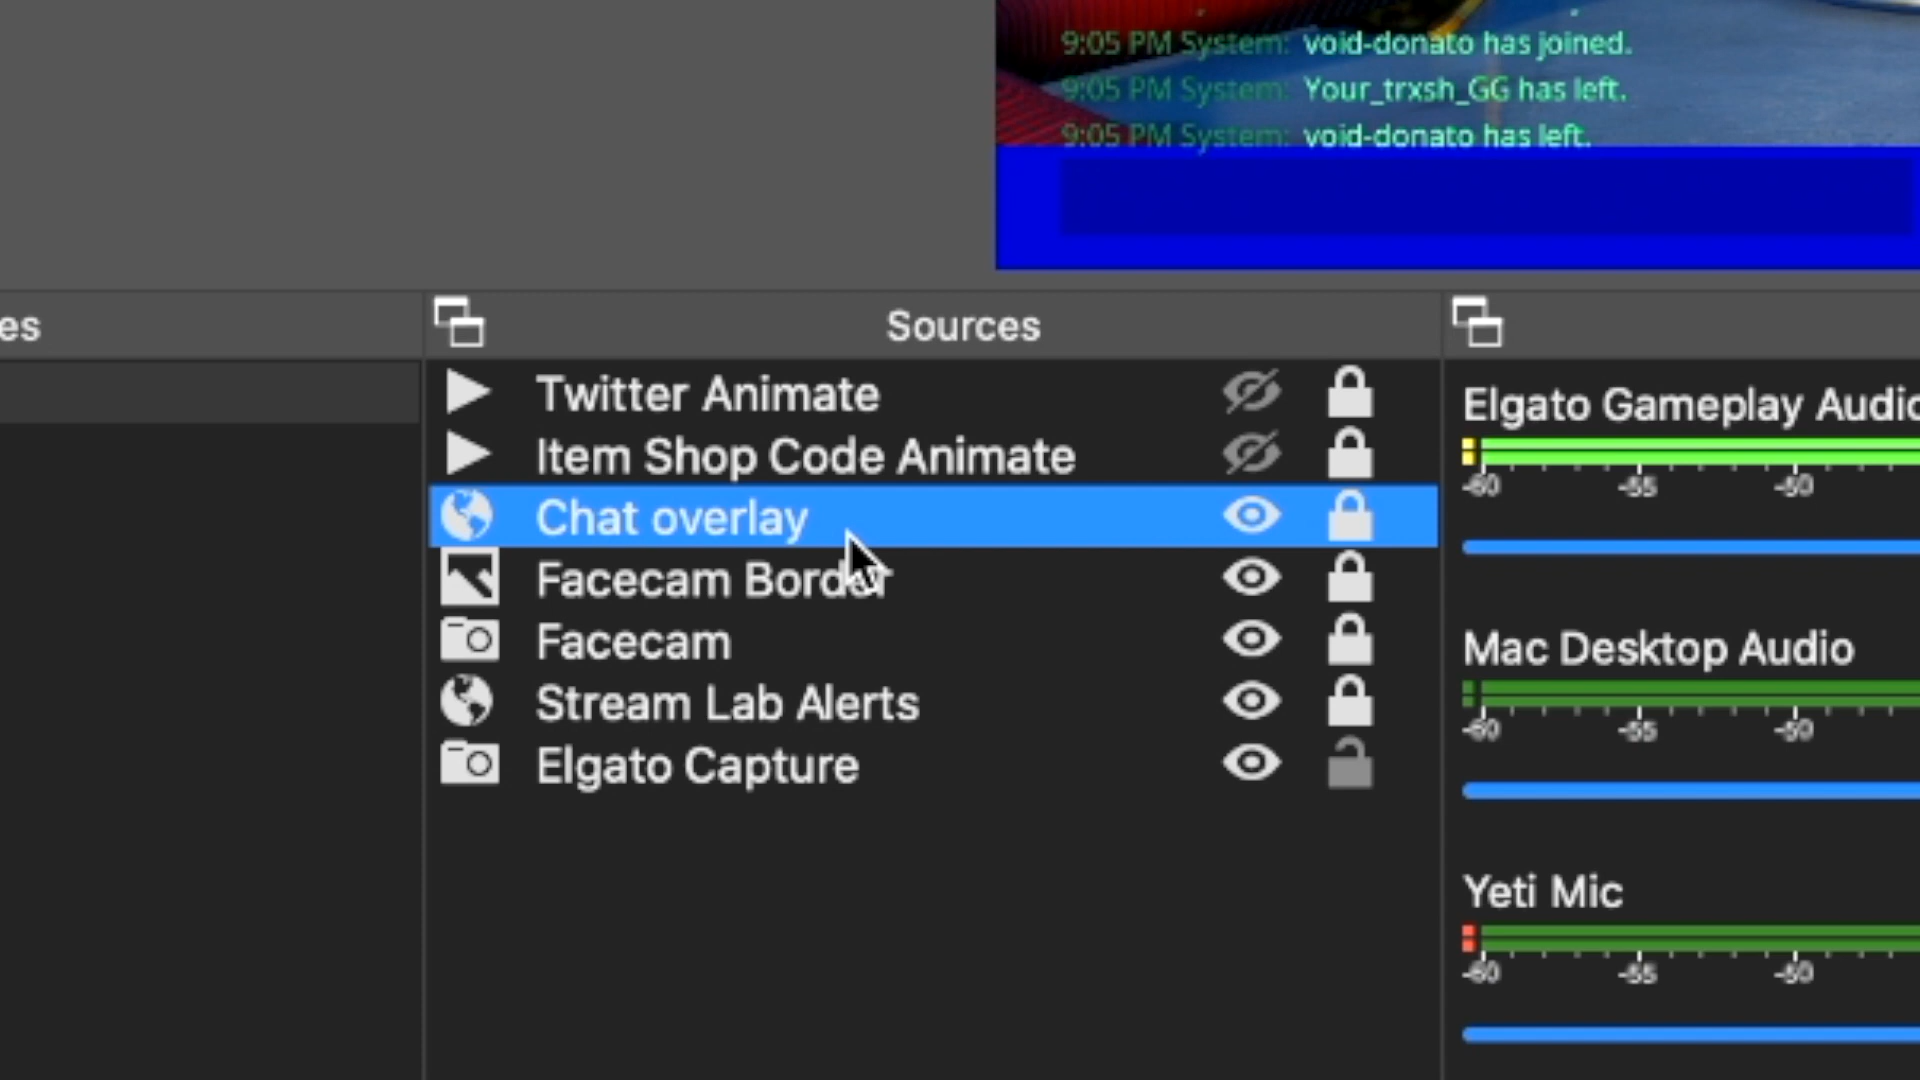 9:05 PM System: void-donato has joined.
9:05 PM System: Your_trxsh_GG has left.
9:05 PM System: void-donato has left.
es
Sources
Twitter Animate
Item Shop Code Animate
Chat overlay
Facecam Border
Facecam
Stream Lab Alerts
Elgato Capture
Elgato Gameplay Audio
-60 -55 -50
Mac Desktop Audio
-60 -55 -50
Yeti Mic
-60 -55 -50